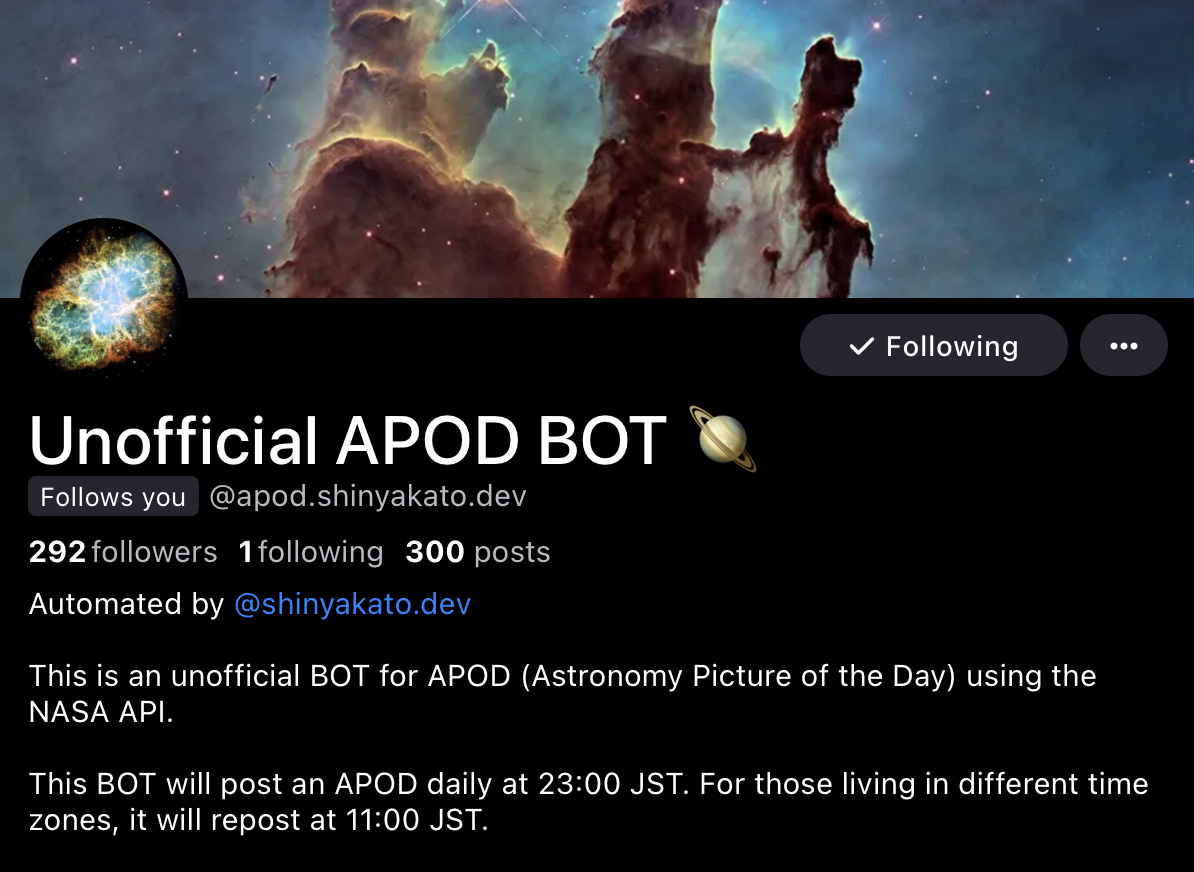 Following
Unofficial APOD BOT 🪐
Follows you @apod.shinyakato.dev
292 followers 1 following 300 posts
Automated by @shinyakato.dev
This is an unofficial BOT for APOD (Astronomy Picture of the Day) using the
NASA API.
This BOT will post an APOD daily at 23:00 JST. For those living in different time
zones, it will repost at 11:00 JST.